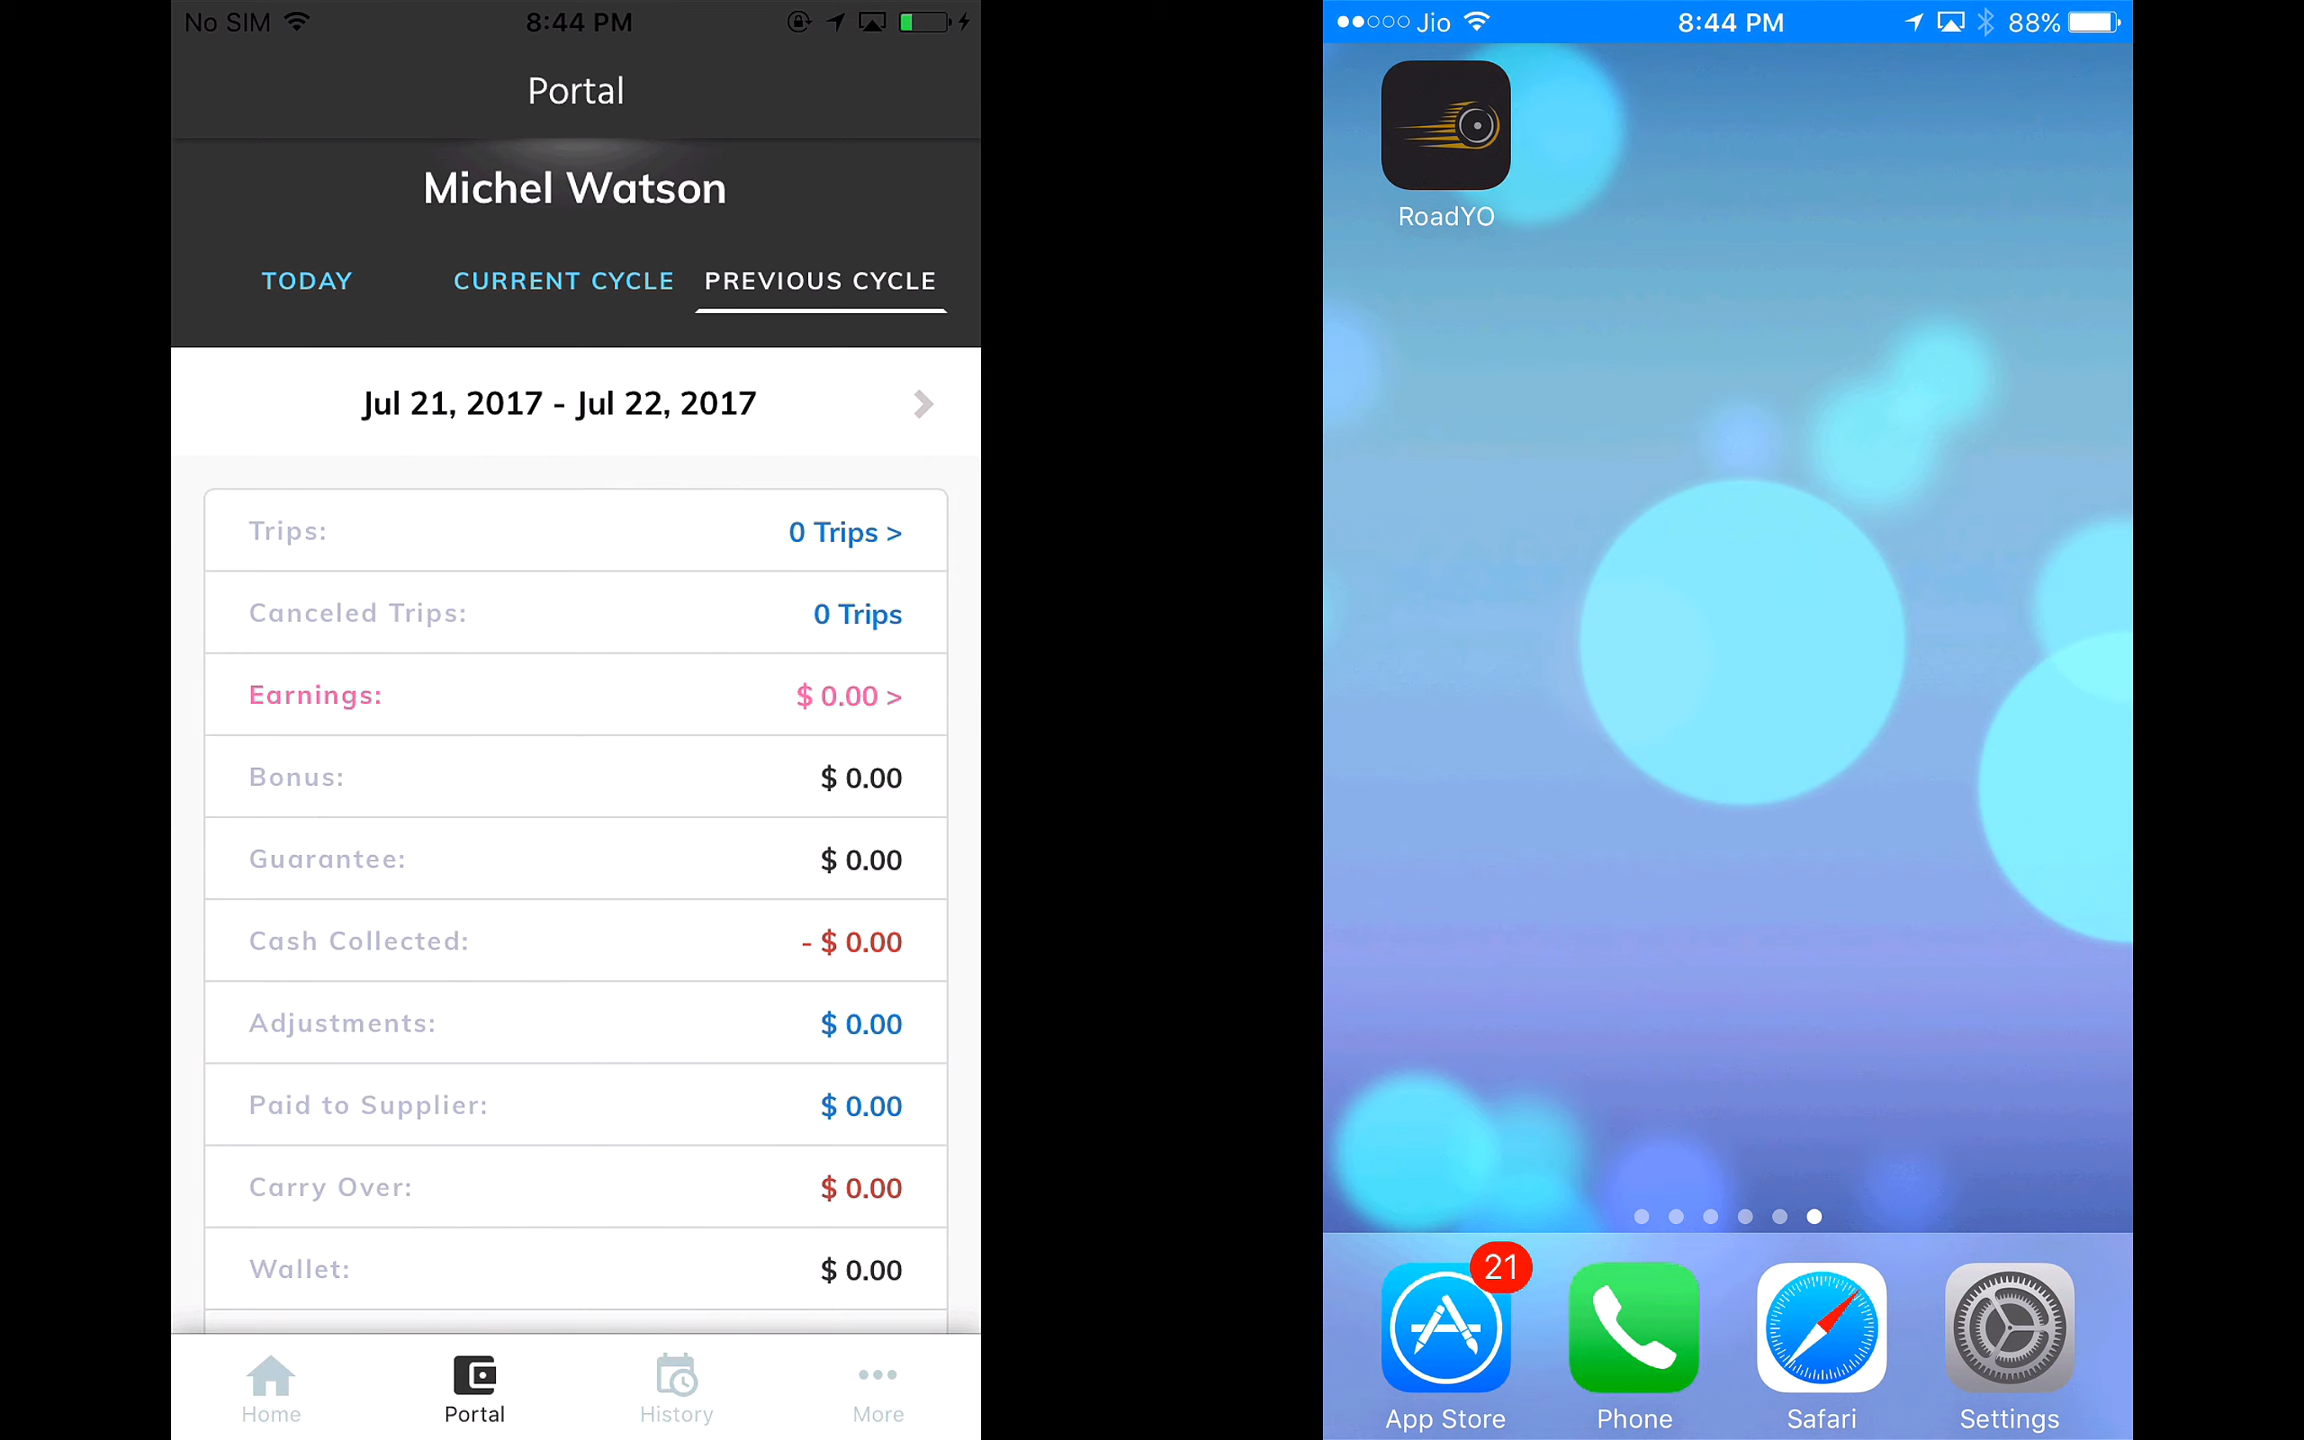 No SIM
8:44 PM
Portal
Michel Watson
TODAY
CURRENT CYCLE
PREVIOUS CYCLE
Jul 21, 2017 - Jul 22, 2017
Trips:
0 Trips >
Canceled Trips:
0 Trips
Earnings:
$ 0.00 >
Bonus:
$ 0.00
Guarantee:
$ 0.00
Cash Collected:
- $ 0.00
Adjustments:
$ 0.00
Paid to Supplier:
$ 0.00
Carry Over:
$ 0.00
Wallet:
$ 0.00
Home
Portal
History
More
Jio
8:44 PM
88%
RoadYO
21
App Store
Phone
Safari
Settings